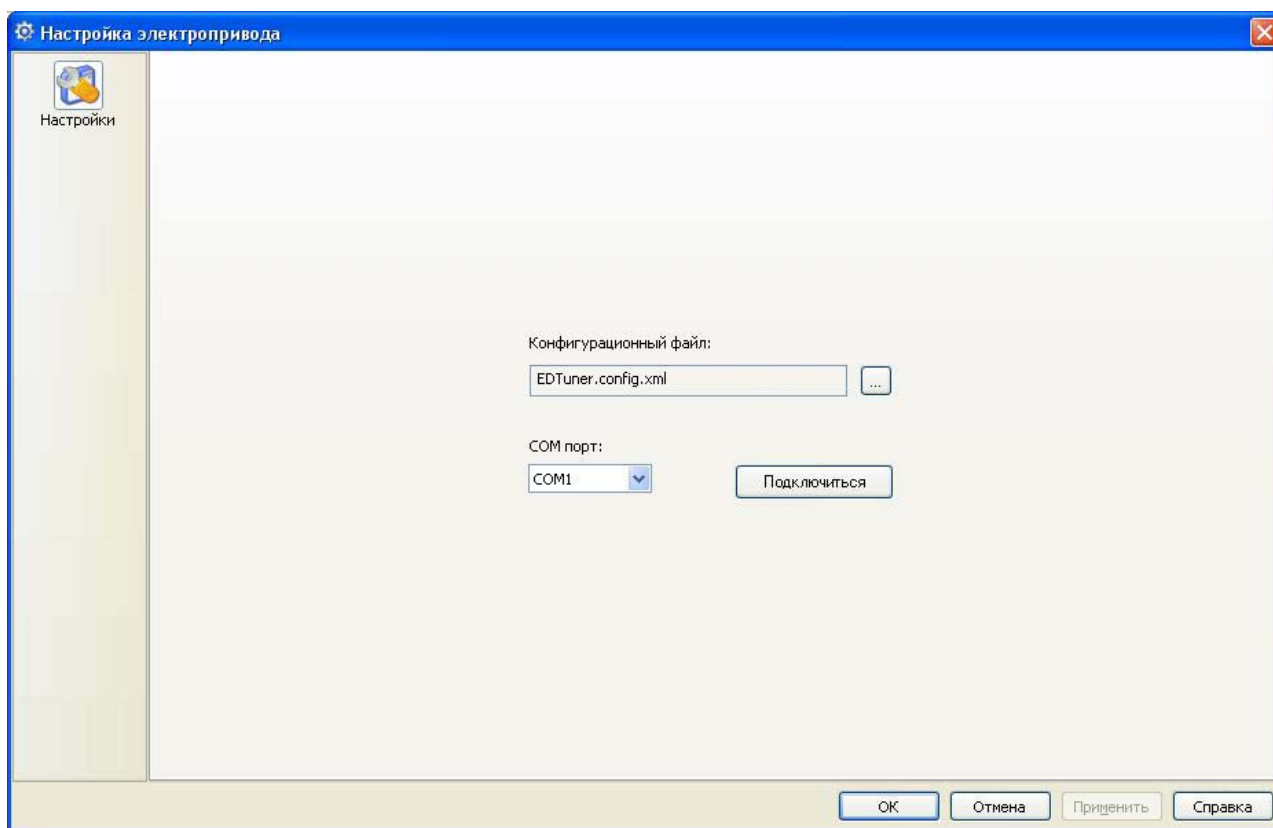 Настройка электропривода
Настройки
Конфигурационный файл:
EDTuner.config.xml
...
COM порт:
COM1
Подключиться
OK
Отмена
Применить
Справка